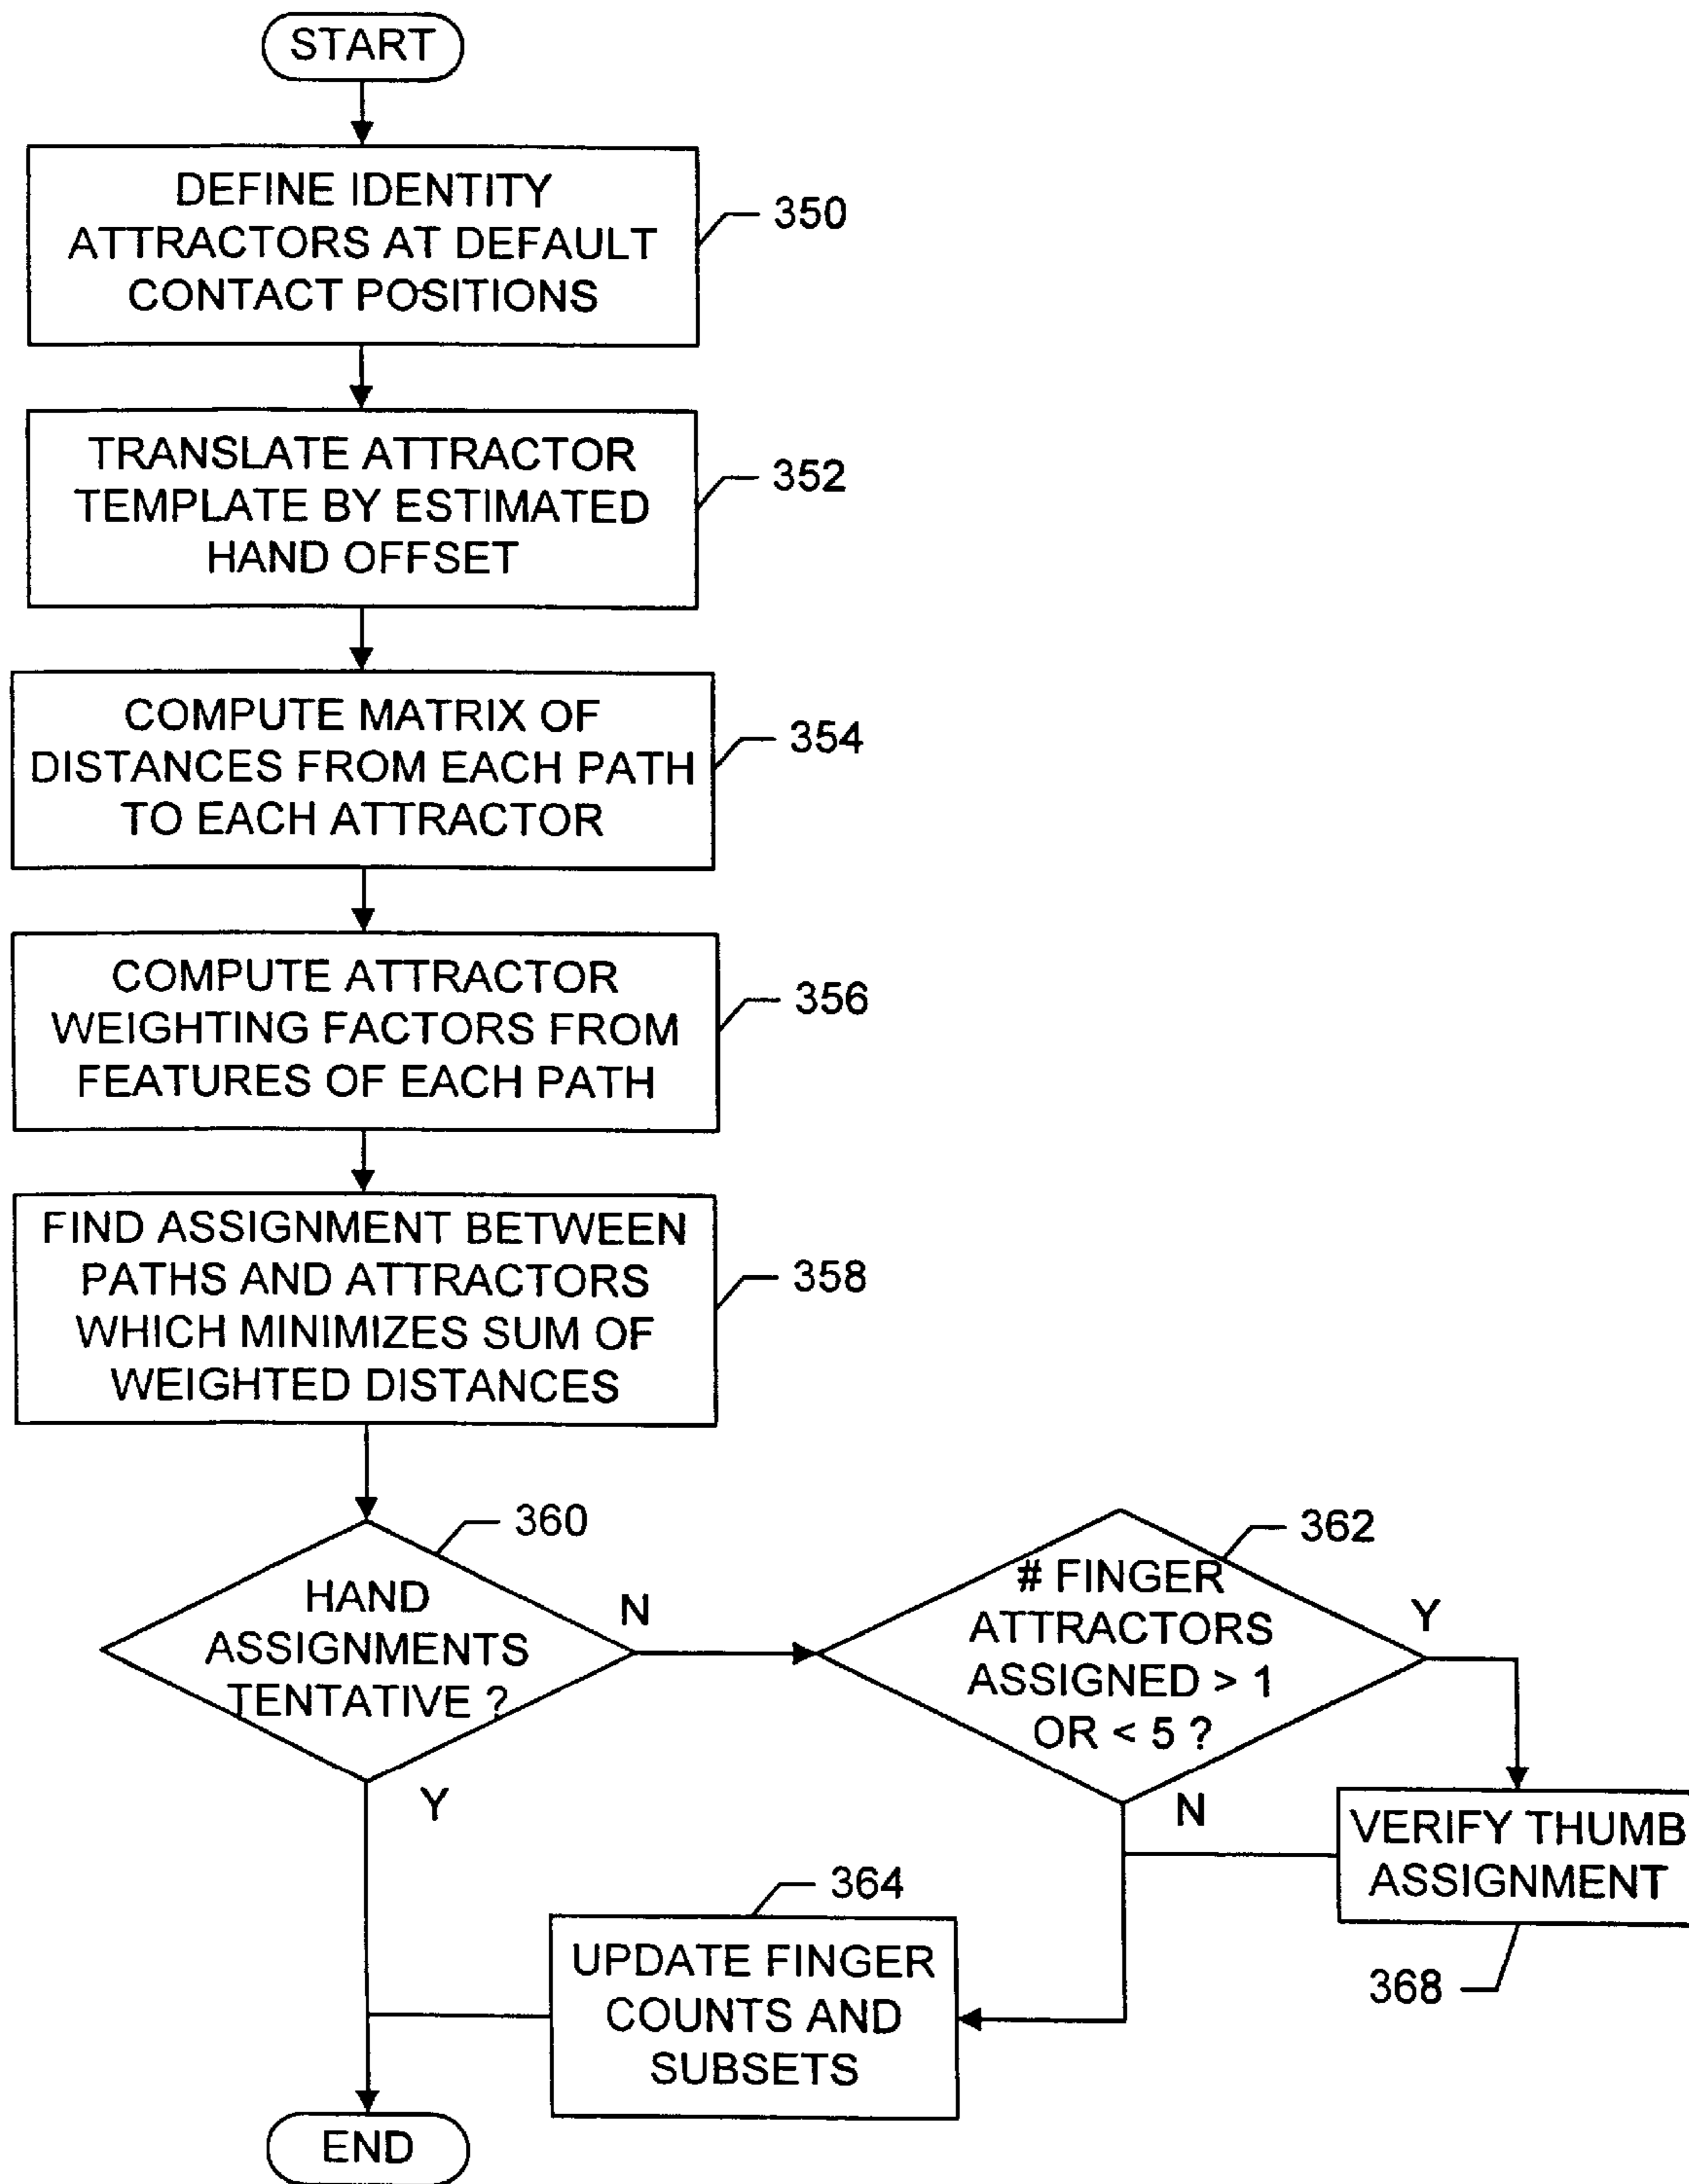 START
DEFINE IDENTITY
ATTRACTORS AT DEFAULT
CONTACT POSITIONS
350
TRANSLATE ATTRACTOR
TEMPLATE BY ESTIMATED
HAND OFFSET
352
COMPUTE MATRIX OF
DISTANCES FROM EACH PATH
TO EACH ATTRACTOR
354
COMPUTE ATTRACTOR
WEIGHTING FACTORS FROM
FEATURES OF EACH PATH
356
FIND ASSIGNMENT BETWEEN
PATHS AND ATTRACTORS
WHICH MINIMIZES SUM OF
WEIGHTED DISTANCES
358
HAND
ASSIGNMENTS
TENTATIVE ?
360
N
Y
# FINGER
ATTRACTORS
ASSIGNED > 1
OR < 5 ?
362
Y
N
VERIFY THUMB
ASSIGNMENT
368
UPDATE FINGER
COUNTS AND
SUBSETS
364
END